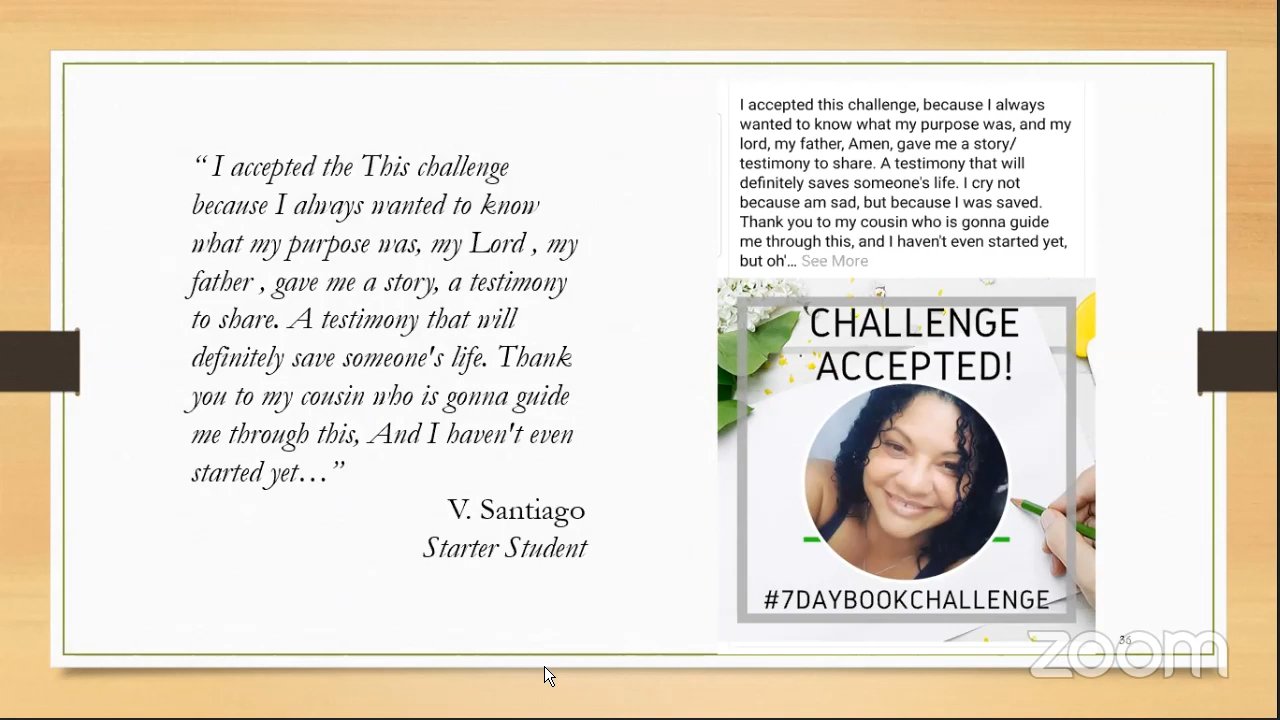 “ I accepted the This challenge
because I always wanted to know
what my purpose was, my Lord , my
father , gave me a story, a testimony
to share. A testimony that will
definitely save someone's life. Thank
you to my cousin who is gonna guide
me through this, And I haven't even
started yet…”
V. Santiago
Starter Student
I accepted this challenge, because I always
wanted to know what my purpose was, and my
lord, my father, Amen, gave me a story/
testimony to share. A testimony that will
definitely saves someone's life. I cry not
because am sad, but because I was saved.
Thank you to my cousin who is gonna guide
me through this, and I haven't even started yet,
but oh'... See More
CHALLENGE
ACCEPTED!
#7DAYBOOKCHALLENGE
36
zoom